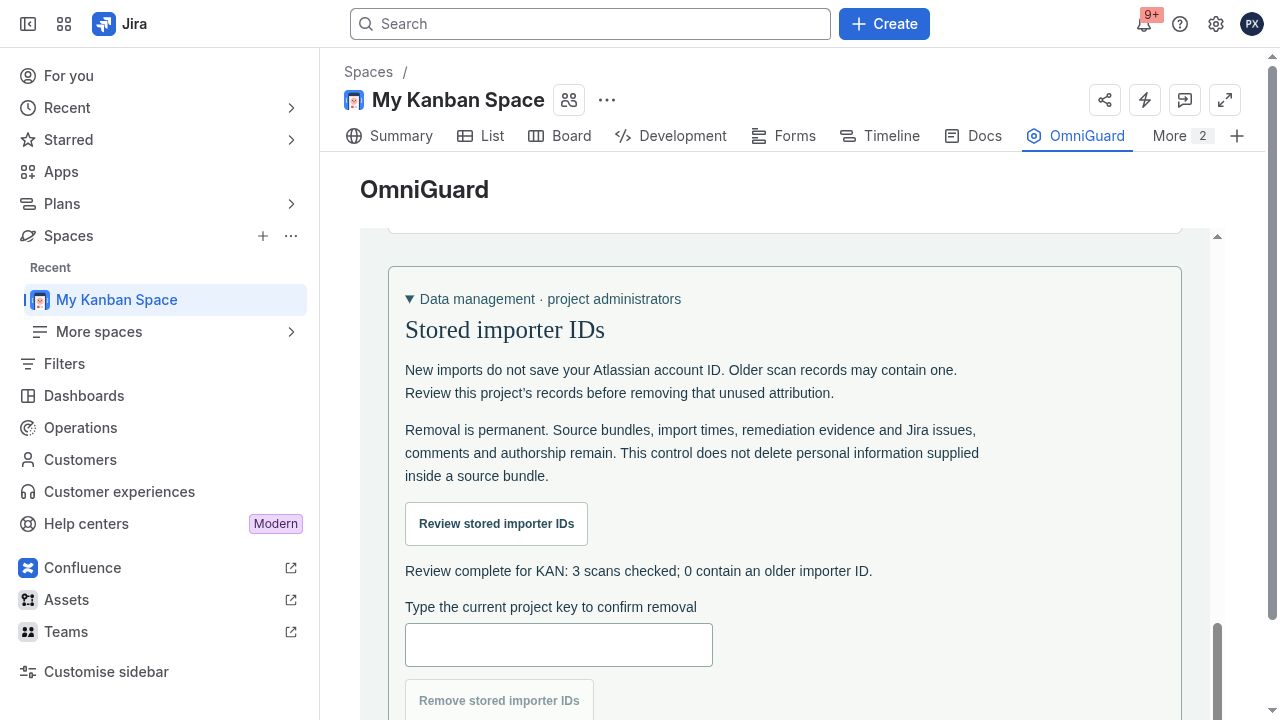 Jira
Search
Create
9+
PX
For you
Recent
Starred
Apps
Plans
Spaces
Recent
My Kanban Space
More spaces
Filters
Dashboards
Operations
Customers
Customer experiences
Help centers
Modern
Confluence
Assets
Teams
Customise sidebar
Spaces /
My Kanban Space
Summary
List
Board
Development
Forms
Timeline
Docs
OmniGuard
More 2
OmniGuard
Data management · project administrators
Stored importer IDs
New imports do not save your Atlassian account ID. Older scan records may contain one.
Review this project’s records before removing that unused attribution.
Removal is permanent. Source bundles, import times, remediation evidence and Jira issues,
comments and authorship remain. This control does not delete personal information supplied
inside a source bundle.
Review stored importer IDs
Review complete for KAN: 3 scans checked; 0 contain an older importer ID.
Type the current project key to confirm removal
Remove stored importer IDs